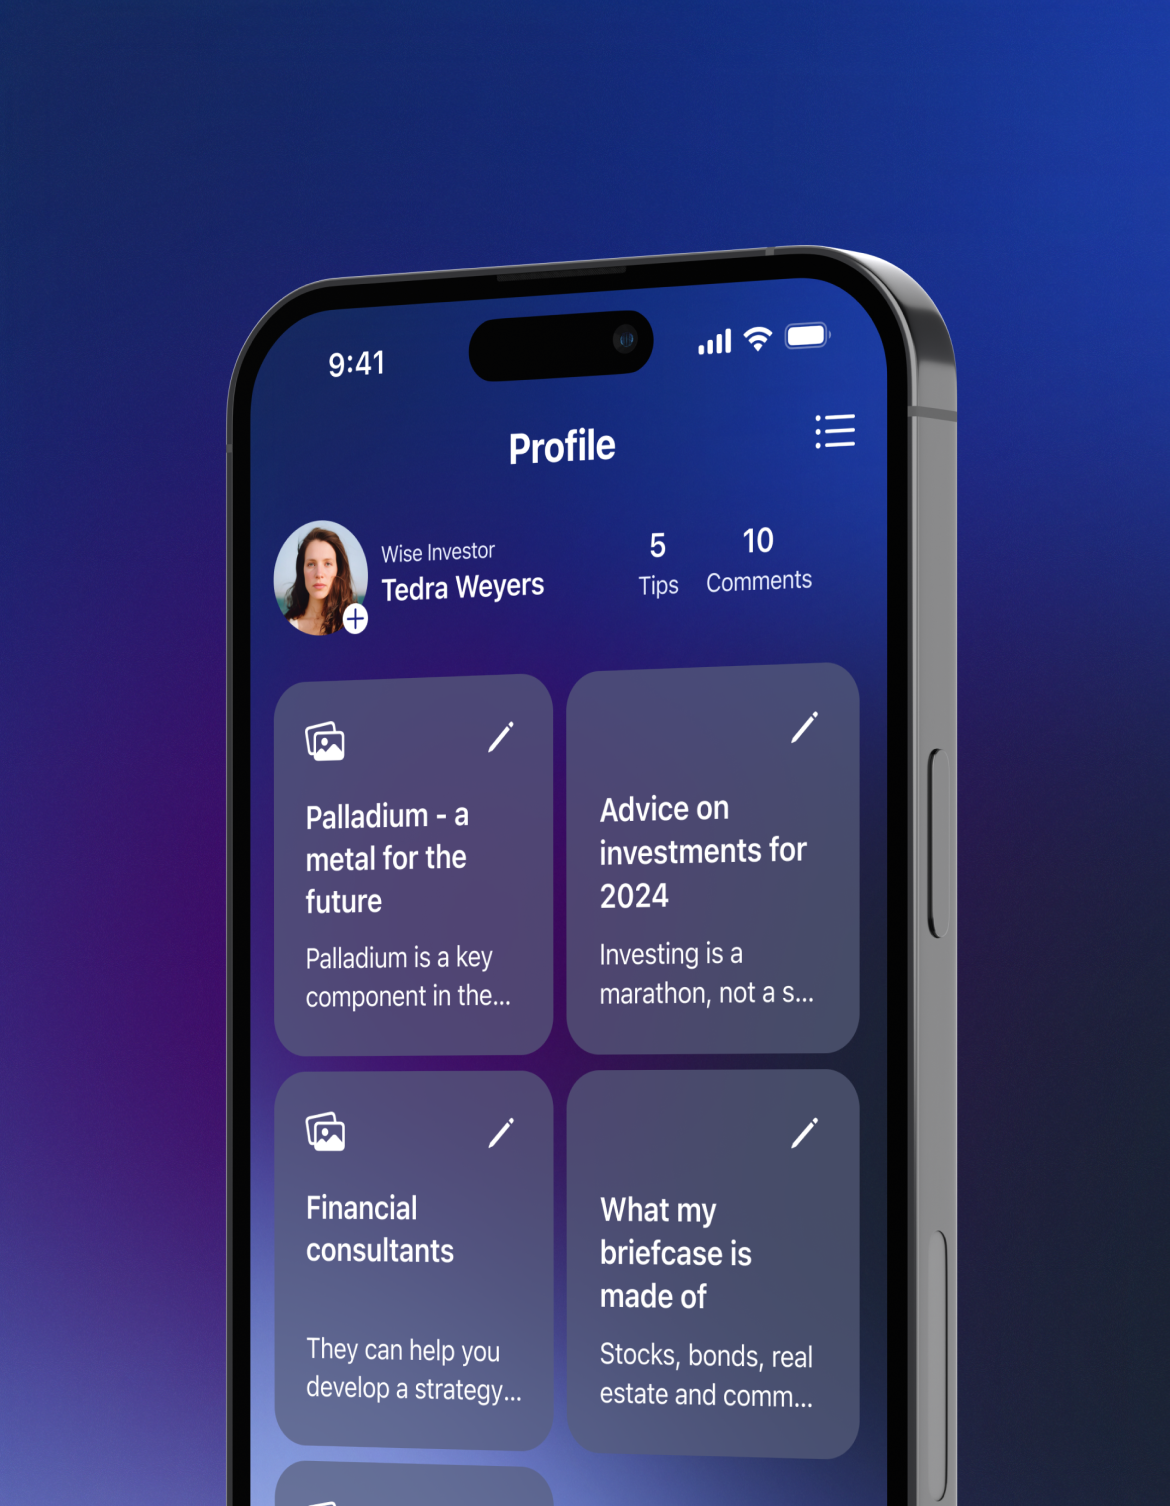 9:41
Profile
Wise Investor
Tedra Weyers
5
Tips
10
Comments
Palladium - a
metal for the
future
Palladium is a key
component in the...
Advice on
investments for
2024
Investing is a
marathon, not a s...
Financial
consultants
They can help you
develop a strategy...
What my
briefcase is
made of
Stocks, bonds, real
estate and comm...